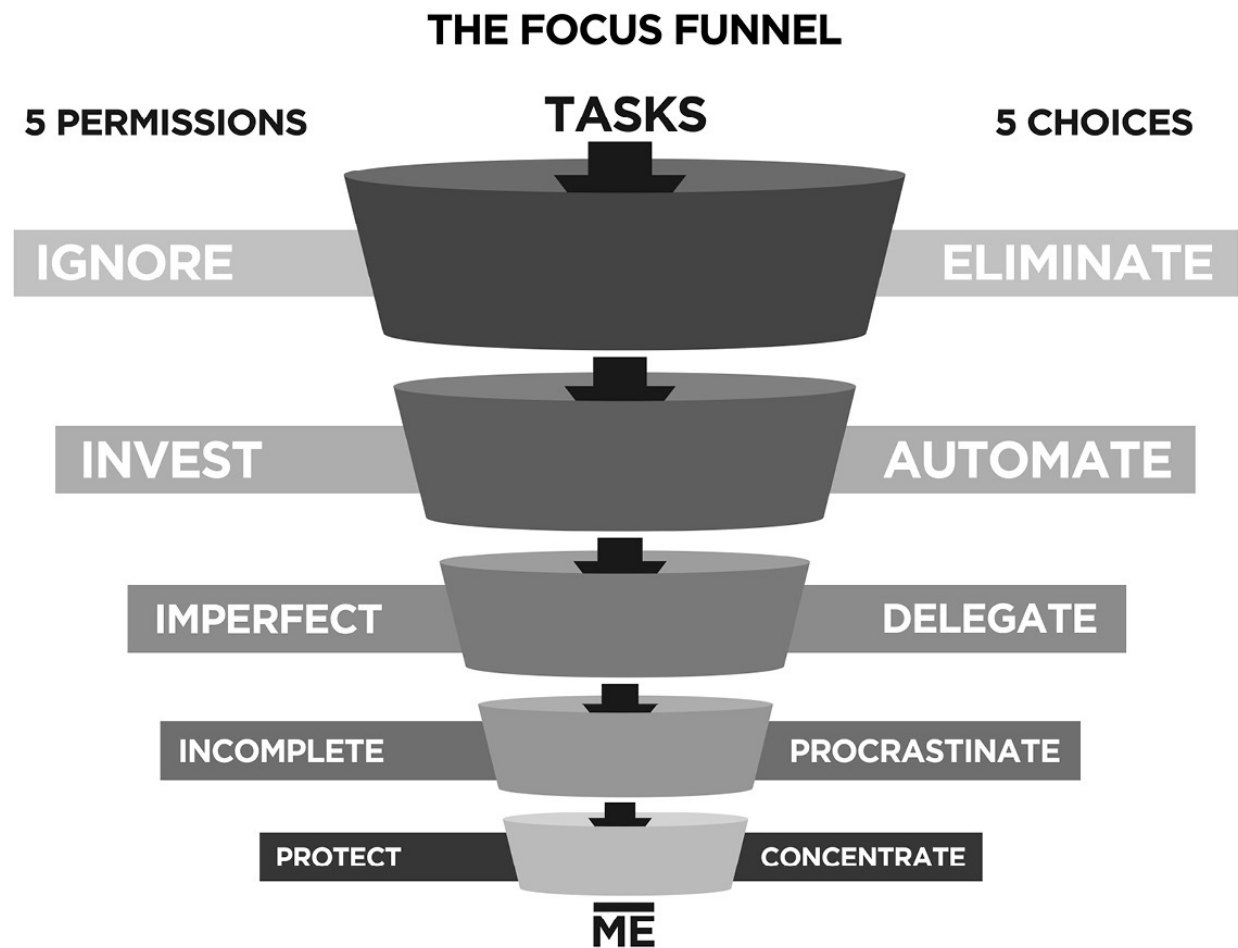 THE FOCUS FUNNEL
5 PERMISSIONS
TASKS
5 CHOICES
IGNORE
ELIMINATE
INVEST
AUTOMATE
IMPERFECT
DELEGATE
INCOMPLETE
PROCRASTINATE
PROTECT
CONCENTRATE
ME